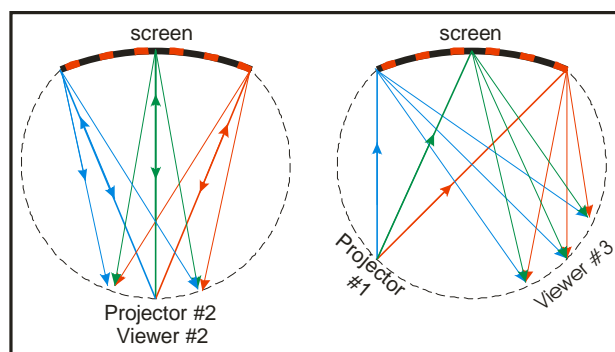 screen
Projector #2
Viewer #2
screen
Projector
#1
Viewer #3